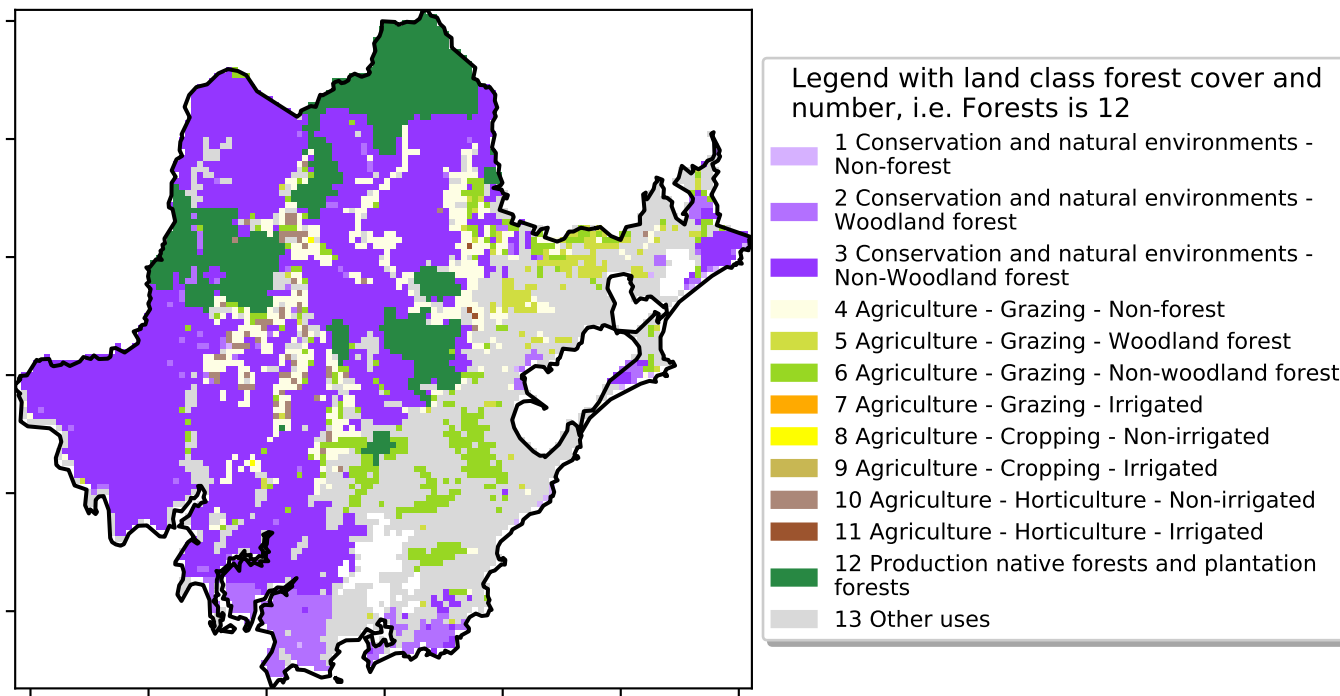 Legend with land class forest cover and
number, i.e. Forests is 12
1 Conservation and natural environments -
Non-forest
2 Conservation and natural environments -
Woodland forest
3 Conservation and natural environments -
Non-Woodland forest
4 Agriculture - Grazing - Non-forest
5 Agriculture - Grazing - Woodland forest
6 Agriculture - Grazing - Non-woodland forest
7 Agriculture - Grazing - Irrigated
8 Agriculture - Cropping - Non-irrigated
9 Agriculture - Cropping - Irrigated
10 Agriculture - Horticulture - Non-irrigated
11 Agriculture - Horticulture - Irrigated
12 Production native forests and plantation
forests
13 Other uses